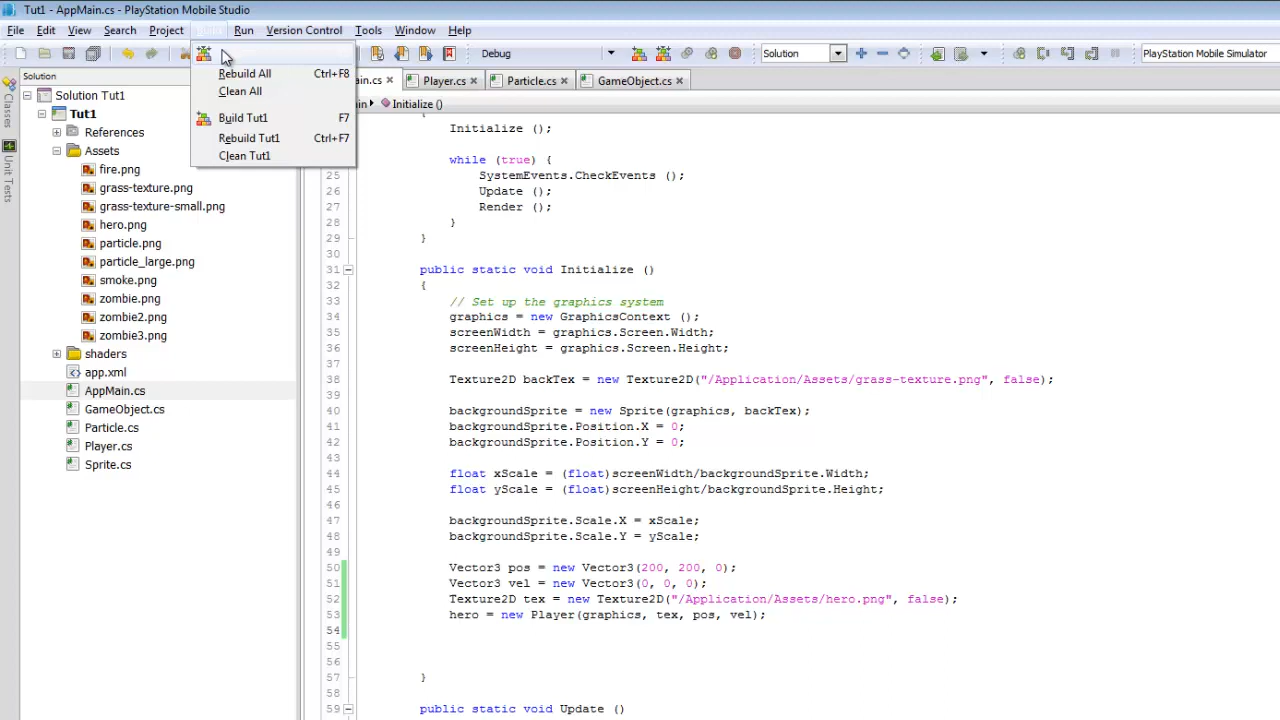 Tut1 - AppMain.cs - PlayStation Mobile Studio
File Edit View Search Project Run Version Control Tools Window Help
Debug Solution PlayStation Mobile Simulator
Rebuild All Ctrl+F8
Clean All
Build Tut1 F7
Rebuild Tut1 Ctrl+F7
Clean Tut1
Solution
Classes
Unit Tests
Solution Tut1
Tut1
References
Assets
fire.png
grass-texture.png
grass-texture-small.png
hero.png
particle.png
particle_large.png
smoke.png
zombie.png
zombie2.png
zombie3.png
shaders
app.xml
AppMain.cs
GameObject.cs
Particle.cs
Player.cs
Sprite.cs
in.cs Player.cs Particle.cs GameObject.cs
in Initialize ()
{
Initialize ();
while (true) {
25 SystemEvents.CheckEvents ();
26 Update ();
27 Render ();
28 }
29 }
30
31 public static void Initialize ()
32 {
33 // Set up the graphics system
34 graphics = new GraphicsContext ();
35 screenWidth = graphics.Screen.Width;
36 screenHeight = graphics.Screen.Height;
37
38 Texture2D backTex = new Texture2D("/Application/Assets/grass-texture.png", false);
39
40 backgroundSprite = new Sprite(graphics, backTex);
41 backgroundSprite.Position.X = 0;
42 backgroundSprite.Position.Y = 0;
43
44 float xScale = (float)screenWidth/backgroundSprite.Width;
45 float yScale = (float)screenHeight/backgroundSprite.Height;
46
47 backgroundSprite.Scale.X = xScale;
48 backgroundSprite.Scale.Y = yScale;
49
50 Vector3 pos = new Vector3(200, 200, 0);
51 Vector3 vel = new Vector3(0, 0, 0);
52 Texture2D tex = new Texture2D("/Application/Assets/hero.png", false);
53 hero = new Player(graphics, tex, pos, vel);
54
55
56
57 }
58
59 public static void Update ()